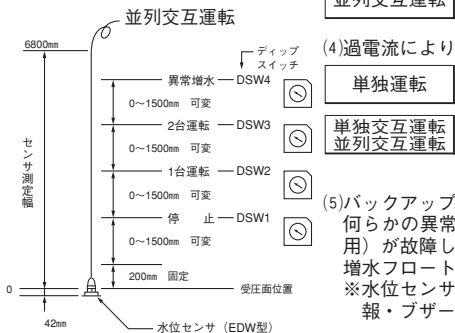 並列交互運転
6800mm
ディップ
スイッチ
異常増水 DSW4
0～1500mm 可変
2台運転 DSW3
0～1500mm 可変
1台運転 DSW2
0～1500mm 可変
停 止 DSW1
0～1500mm 可変
200mm 固定
受圧面位置
センサ測定幅
0
42mm
水位センサ（EDW型）
並列交互運転
(4)過電流により
単独運転
単独交互運転
並列交互運転
(5)バックアップ
何らかの異常
用）が故障し
増水フロート
※水位センサ
報・ブザー